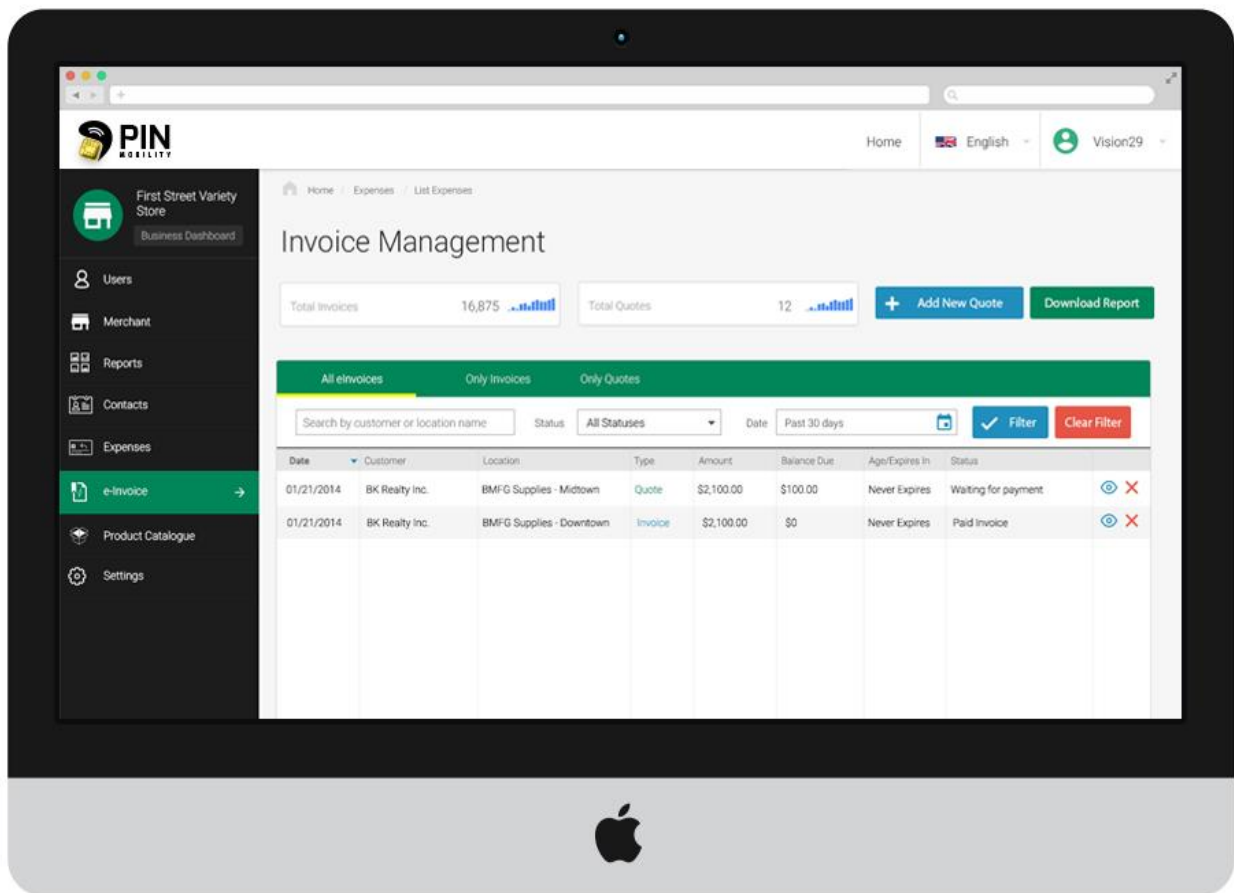 PIN
MOBILITY
Home
English
Vision29
First Street Variety
Store
Business Dashboard
Users
Merchant
Reports
Contacts
Expenses
e-Invoice
Product Catalogue
Settings
Home / Expenses / List Expenses
Invoice Management
Total Invoices 16,875
Total Quotes 12
+ Add New Quote
Download Report
All eInvoices Only Invoices Only Quotes
Search by customer or location name Status All Statuses Date Past 30 days Filter Clear Filter
Date Customer Location Type Amount Balance Due Age/Expires In Status
01/21/2014 BK Realty Inc. BMFG Supplies - Midtown Quote $2,100.00 $100.00 Never Expires Waiting for payment
01/21/2014 BK Realty Inc. BMFG Supplies - Downtown Invoice $2,100.00 $0 Never Expires Paid Invoice